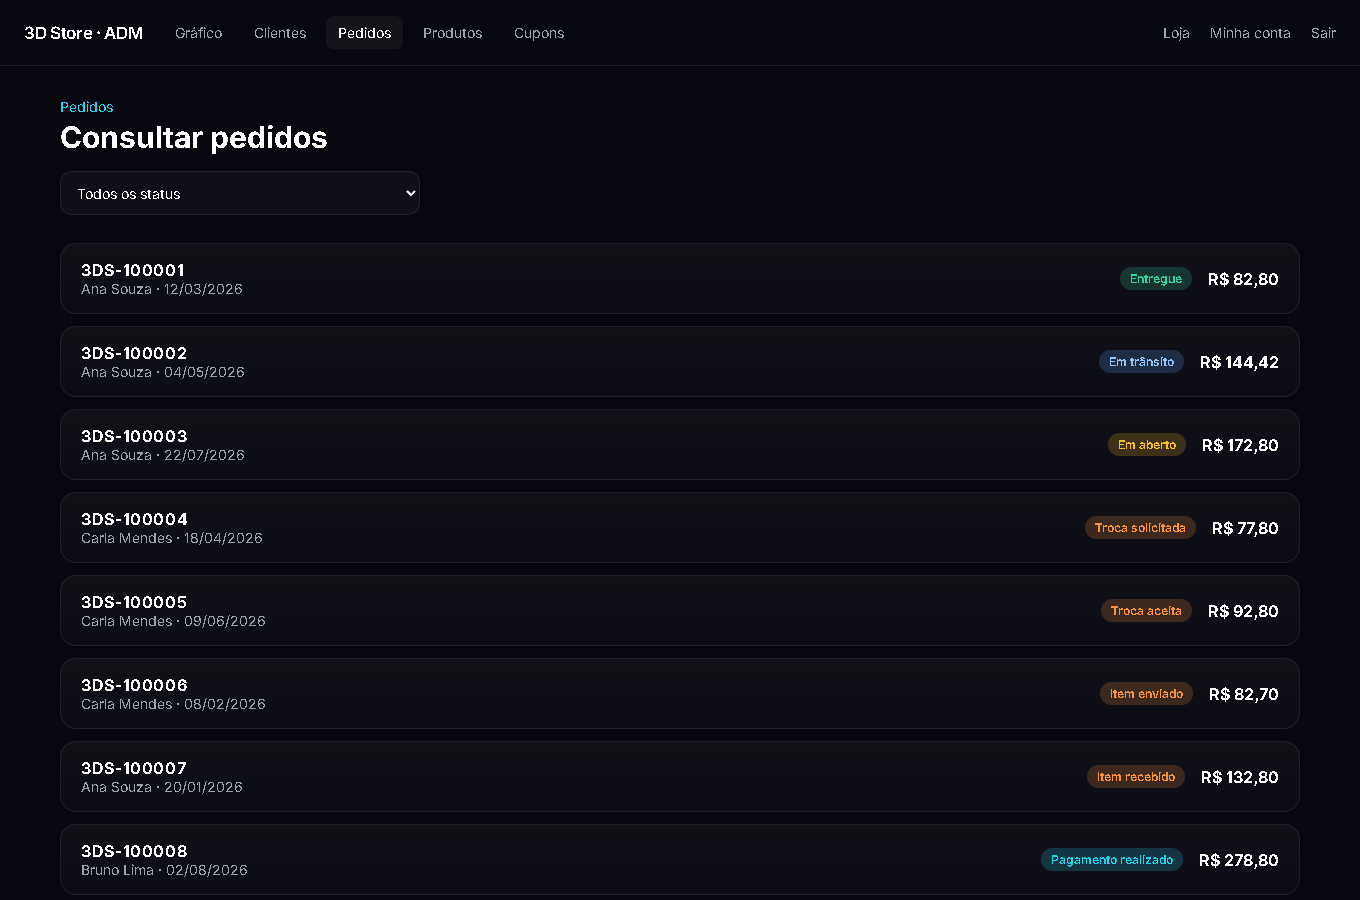 3D Store · ADM Gráfico Clientes Pedidos Produtos Cupons Loja Minha conta Sair
Pedidos
Consultar pedidos
Todos os status
3DS-100001
Ana Souza · 12/03/2026
Entregue R$ 82,80
3DS-100002
Ana Souza · 04/05/2026
Em trânsito R$ 144,42
3DS-100003
Ana Souza · 22/07/2026
Em aberto R$ 172,80
3DS-100004
Carla Mendes · 18/04/2026
Troca solicitada R$ 77,80
3DS-100005
Carla Mendes · 09/06/2026
Troca aceita R$ 92,80
3DS-100006
Carla Mendes · 08/02/2026
Item enviado R$ 82,70
3DS-100007
Ana Souza · 20/01/2026
Item recebido R$ 132,80
3DS-100008
Bruno Lima · 02/08/2026
Pagamento realizado R$ 278,80